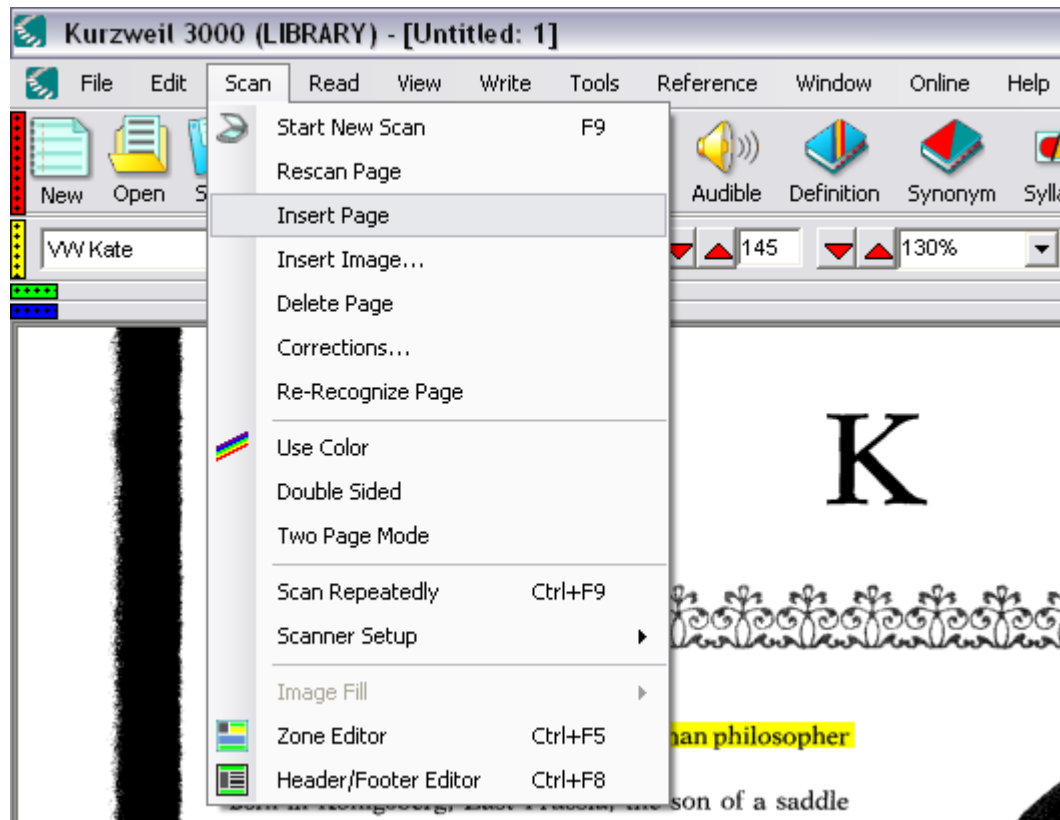 Kurzweil 3000 (LIBRARY) - [Untitled: 1]
File Edit Scan Read View Write Tools Reference Window Online Help
Start New Scan F9
Rescan Page
Insert Page
Insert Image...
Delete Page
Corrections...
Re-Recognize Page
Use Color
Double Sided
Two Page Mode
Scan Repeatedly Ctrl+F9
Scanner Setup
Image Fill
Zone Editor Ctrl+F5
Header/Footer Editor Ctrl+F8
New Open Audible Definition Synonym
VW Kate 145 130%
K
philosopher
son of a saddle